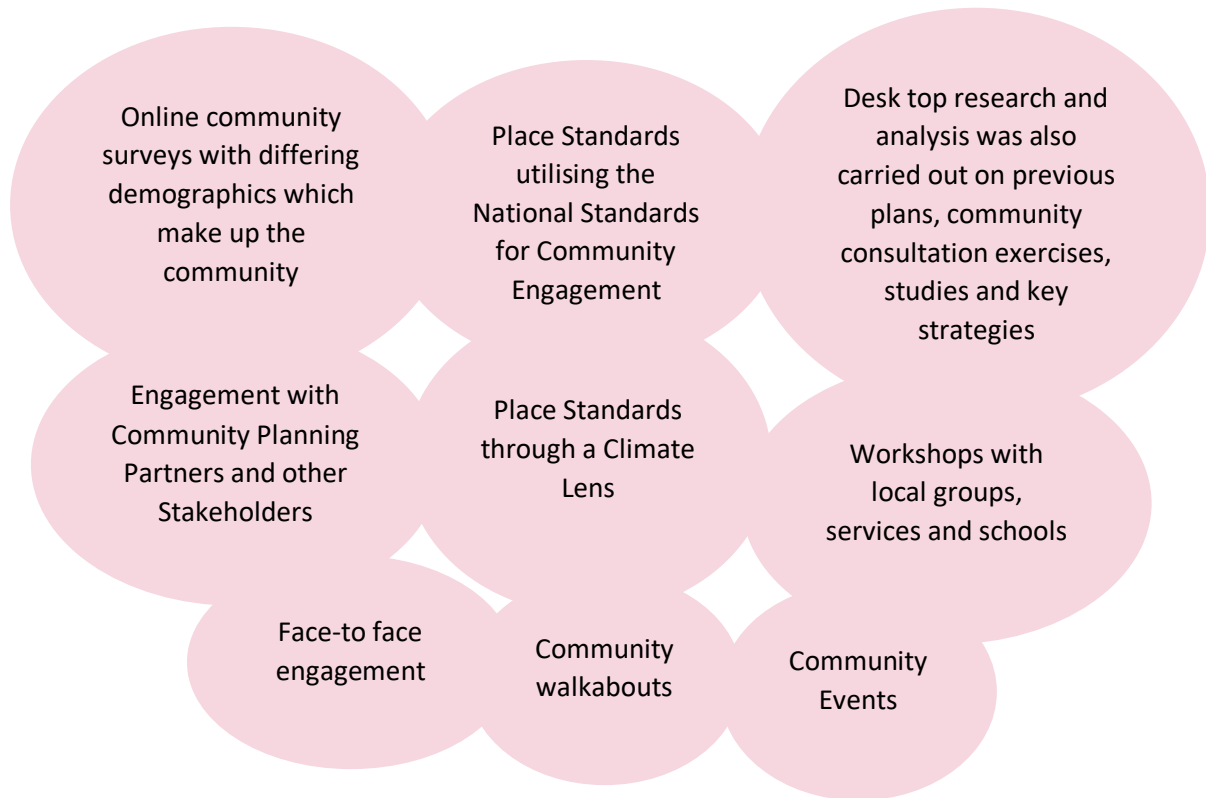 Online community
surveys with differing
demographics which
make up the
community
Place Standards
utilising the
National Standards
for Community
Engagement
Desk top research and
analysis was also
carried out on previous
plans, community
consultation exercises,
studies and key
strategies
Engagement with
Community Planning
Partners and other
Stakeholders
Place Standards
through a Climate
Lens
Workshops with
local groups,
services and schools
Face-to face
engagement
Community
walkabouts
Community
Events